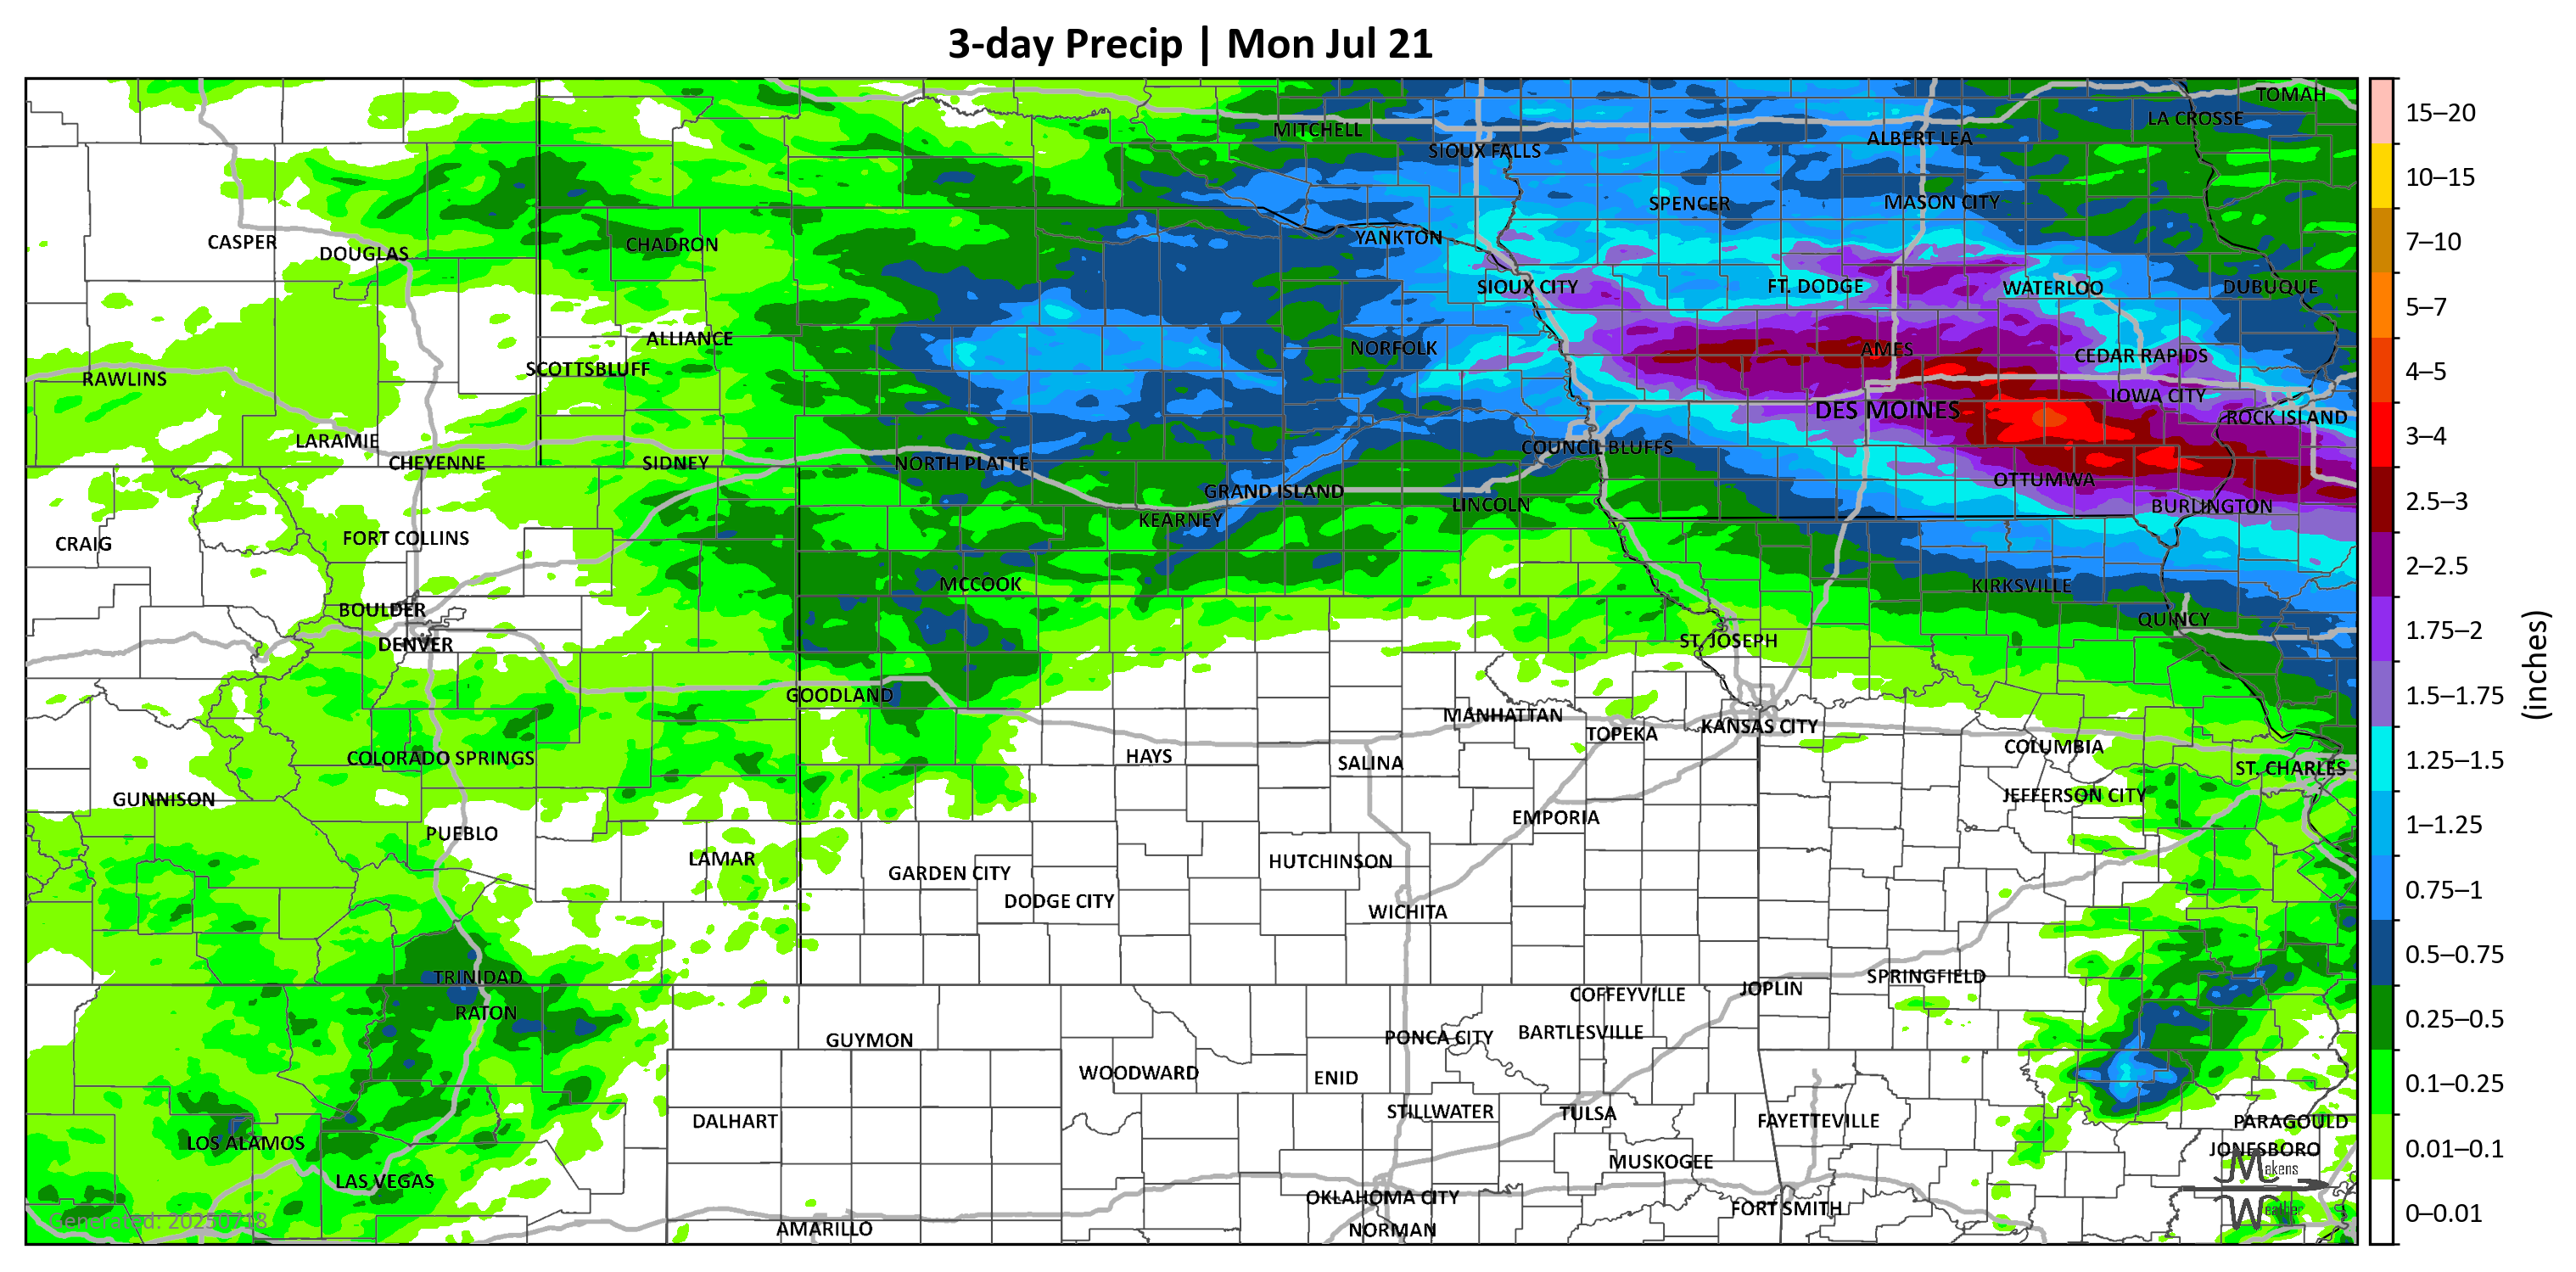 3-day Precip | Mon Jul 21
TOMAH
LA CROSSE
MITCHELL
ALBERT LEA
SIOUX FALLS
SPENCER
MASON CITY
YANKTON
CASPER
CHADRON
DOUGLAS
SIOUX CITY
FT. DODGE
WATERLOO
DUBUQUE
ALLIANCE
NORFOLK
AMES
CEDAR RAPIDS
SCOTTSBLUFF
RAWLINS
IOWA CITY
DES MOINES
ROCK ISLAND
LARAMIE
COUNCIL BLUFFS
CHEYENNE
SIDNEY
NORTH PLATTE
OTTUMWA
GRAND ISLAND
LINCOLN
BURLINGTON
KEARNEY
FORT COLLINS
CRAIG
MCCOOK
KIRKSVILLE
BOULDER
QUINCY
DENVER
ST. JOSEPH
GOODLAND
MANHATTAN
KANSAS CITY
TOPEKA
COLUMBIA
COLORADO SPRINGS
HAYS
SALINA
ST. CHARLES
JEFFERSON CITY
GUNNISON
EMPORIA
PUEBLO
LAMAR
HUTCHINSON
GARDEN CITY
DODGE CITY
WICHITA
TRINIDAD
SPRINGFIELD
JOPLIN
COFFEYVILLE
RATON
BARTLESVILLE
PONCA CITY
GUYMON
WOODWARD
ENID
STILLWATER
TULSA
DALHART
FAYETTEVILLE
PARAGOULD
LOS ALAMOS
JONESBORO
MUSKOGEE
LAS VEGAS
OKLAHOMA CITY
FORT SMITH
AMARILLO
NORMAN
Generated: 20250718
Makens
Weather
15–20
10–15
7–10
5–7
4–5
3–4
2.5–3
2–2.5
1.75–2
1.5–1.75
1.25–1.5
1–1.25
0.75–1
0.5–0.75
0.25–0.5
0.1–0.25
0.01–0.1
0–0.01
(inches)